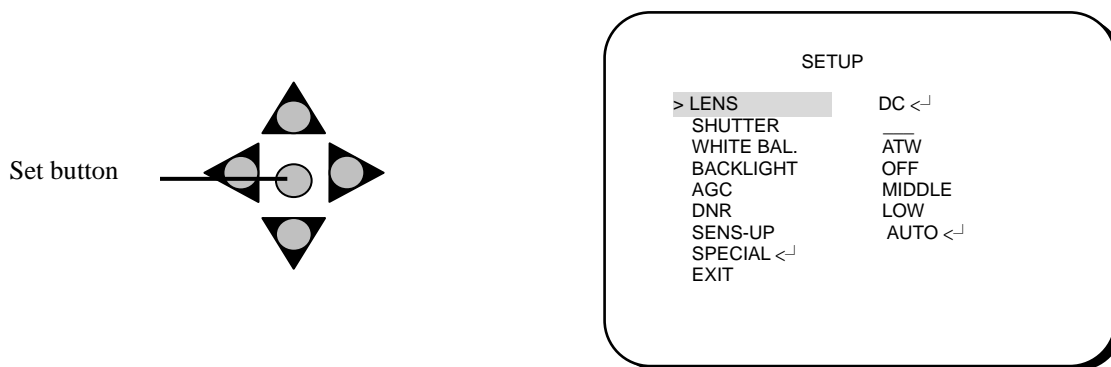 Set button
SETUP
> LENS DC ↵
SHUTTER ___
WHITE BAL. ATW
BACKLIGHT OFF
AGC MIDDLE
DNR LOW
SENS-UP AUTO ↵
SPECIAL ↵
EXIT